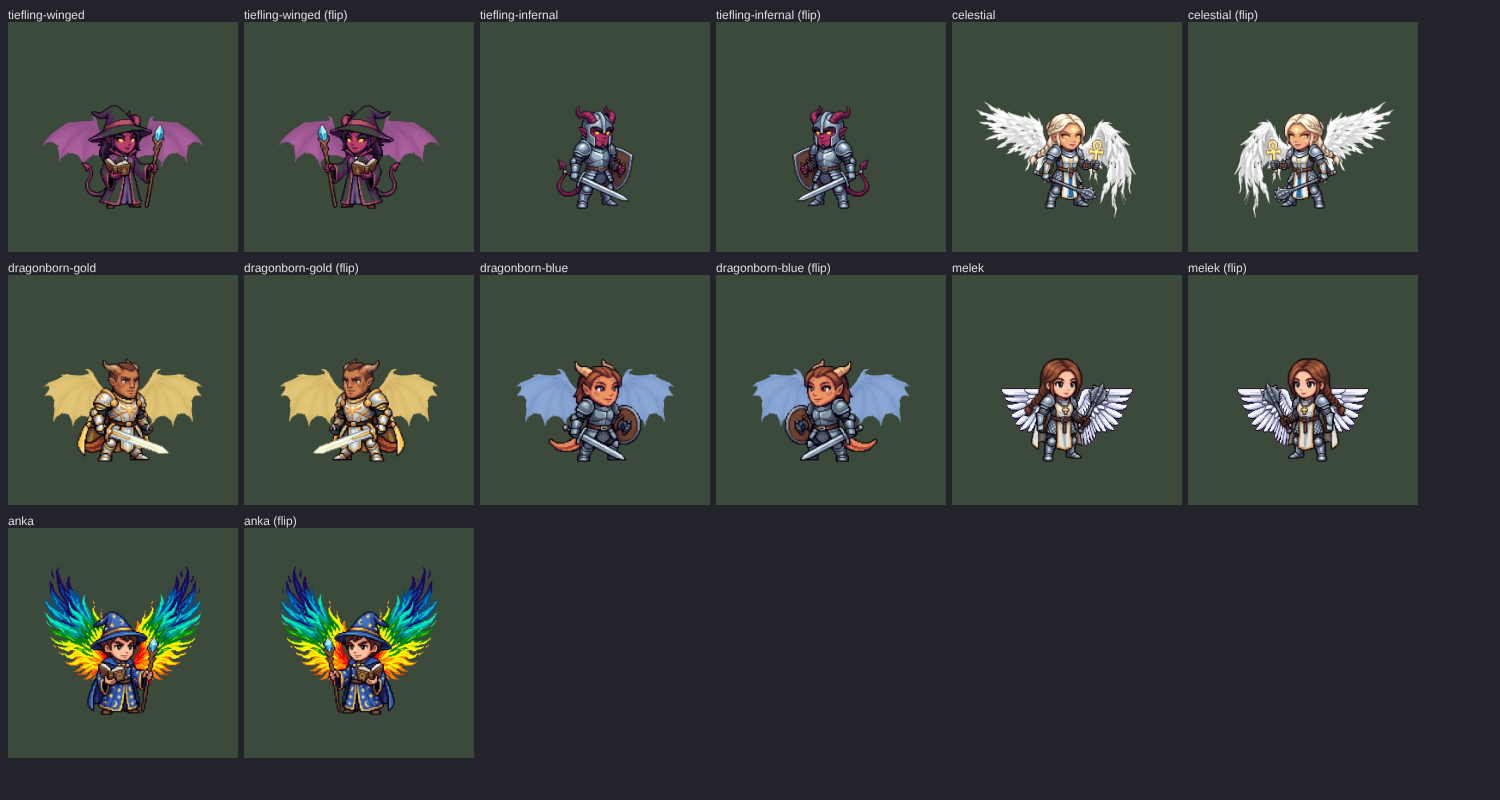 tiefling-winged
tiefling-winged (flip)
tiefling-infernal
tiefling-infernal (flip)
celestial
celestial (flip)
dragonborn-gold
dragonborn-gold (flip)
dragonborn-blue
dragonborn-blue (flip)
melek
melek (flip)
anka
anka (flip)